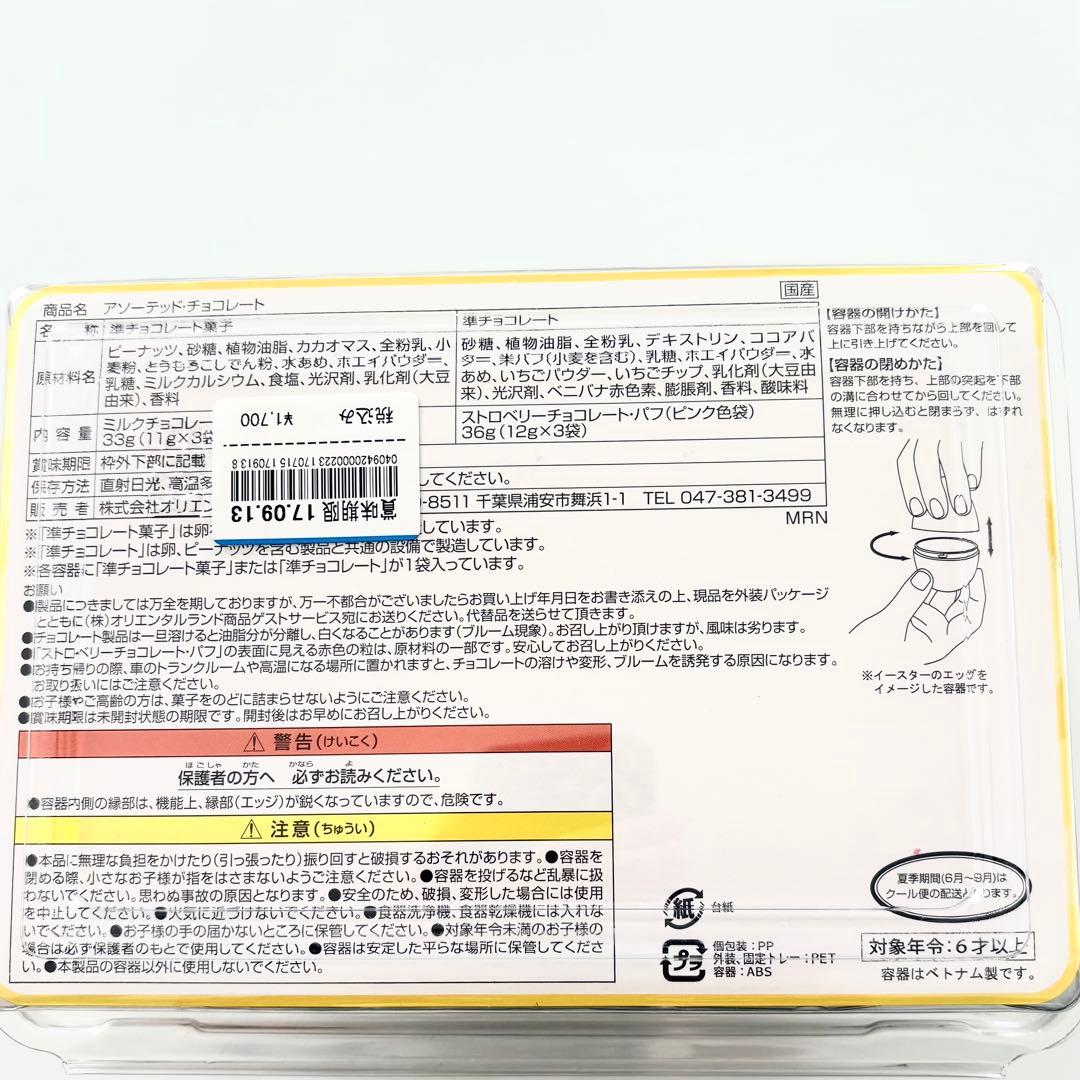 商品名 アソーテッド・チョコレート
国産
名 称 準チョコレート菓子
準チョコレート
原材料名
ピーナッツ、砂糖、植物油脂、カカオマス、全粉乳、小
麦粉、とうもろこしでん粉、水あめ、ホエイパウダー、
乳糖、ミルクカルシウム、食塩、光沢剤、乳化剤(大豆
由来)、香料
砂糖、植物油脂、全粉乳、デキストリン、ココアバ
ター、米パフ(小麦を含む)、乳糖、ホエイパウダー、水
あめ、いちごパウダー、いちごチップ、乳化剤(大豆由
来)、光沢剤、ベニバナ赤色素、膨脹剤、香料、酸味料
内容量
ミルクチョコレー
33g(11g×3袋
ストロベリーチョコレート・パフ(ピンク色袋)
36g(12g×3袋)
賞味期限 枠外下部に記載
保存方法 直射日光、高温多
してください。
販売者 株式会社オリエン
-8511 千葉県浦安市舞浜1-1 TEL 047-381-3499
MRN
税込み
¥1,700
0409420000223 170715 170913 8
賞味期限 17.09.13
※「準チョコレート菓子」は卵
しています。
※「準チョコレート」は卵、ピーナッツを含む製品と共通の設備で製造しています。
※各容器に「準チョコレート菓子」または「準チョコレート」が1袋入っています。
お願い
●製品につきましては万全を期しておりますが、万一不都合がございましたらお買い上げ年月日をお書き添えの上、現品を外装パッケージ
とともに(株)オリエンタルランド商品ゲストサービス宛にお送りください。代替品を送らせて頂きます。
●チョコレート製品は一旦溶けると油脂分が分離し、白くなることがあります(ブルーム現象)。お召し上がり頂けますが、風味は劣ります。
●「ストロベリーチョコレート・パフ」の表面に見える赤色の粒は、原材料の一部です。安心してお召し上がりください。
●お持ち帰りの際、車のトランクルームや高温になる場所に置かれますと、チョコレートの溶けや変形、ブルームを誘発する原因になります。
お取り扱いにはご注意ください。
●お子様やご高齢の方は、菓子をのどに詰まらせないようにご注意ください。
●賞味期限は未開封状態の期限です。開封後はお早めにお召し上がりください。
【容器の開けかた】
容器下部を持ちながら上部を回して
上に引き上げてください。
【容器の閉めかた】
容器下部を持ち、上部の突起を下部
の溝に合わせてから回してください。
無理に押し込むと閉まらず、はずれ
なくなります。
※イースターのエッグを
イメージした容器です。
警告(けいこく)
ほごしゃ かた かなら よ
保護者の方へ 必ずお読みください。
●容器内側の縁部は、機能上、縁部(エッジ)が鋭くなっていますので、危険です。
注意(ちゅうい)
●本品に無理な負担をかけたり(引っ張ったり)振り回すと破損するおそれがあります。●容器を
閉める際、小さなお子様が指をはさまないようご注意ください。●容器を投げるなど乱暴に扱
わないでください。思わぬ事故の原因となります。●安全のため、破損、変形した場合には使用
を中止してください。●火気に近づけないでください。●食器洗浄機、食器乾燥機には入れな
いでください。●お子様の手の届かないところに保管してください。●対象年令未満のお子様の
場合は必ず保護者のもとで使用してください。●容器は安定した平らな場所に保管してくださ
い。●本製品の容器以外に使用しないでください。
紙
台紙
プラ
個包装:PP
外装、固定トレー:PET
容器:ABS
夏季期間(6月〜9月)は
クール便の配送となります。
対象年令:6才以上
容器はベトナム製です。